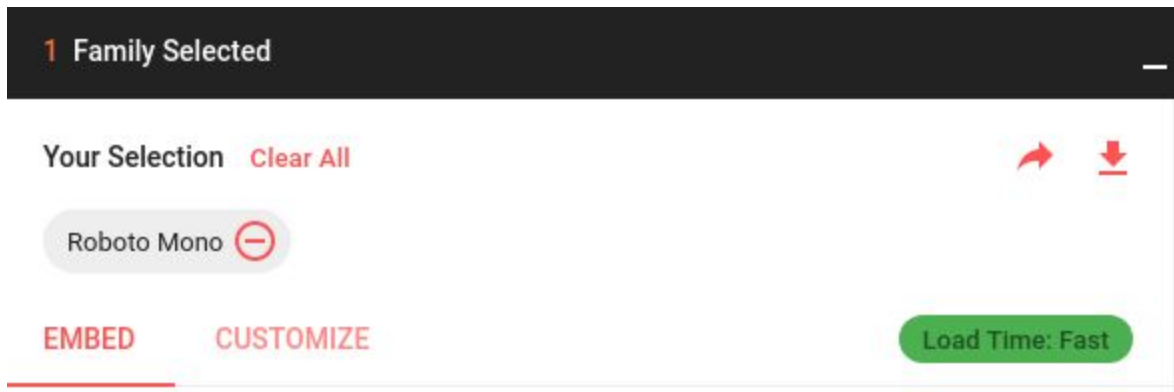 1 Family Selected
Your Selection Clear All
Roboto Mono
EMBED CUSTOMIZE Load Time: Fast